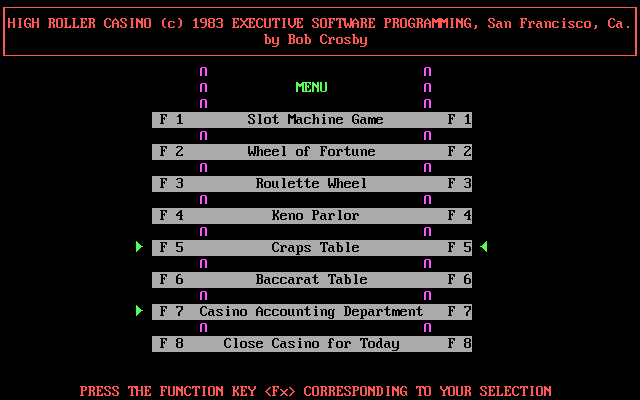 HIGH ROLLER CASINO (c) 1983 EXECUTIVE SOFTWARE PROGRAMMING, San Francisco, Ca.
by Bob Crosby
MENU
F 1 Slot Machine Game F 1
F 2 Wheel of Fortune F 2
F 3 Roulette Wheel F 3
F 4 Keno Parlor F 4
F 5 Craps Table F 5
F 6 Baccarat Table F 6
F 7 Casino Accounting Department F 7
F 8 Close Casino for Today F 8
PRESS THE FUNCTION KEY <Fx> CORRESPONDING TO YOUR SELECTION